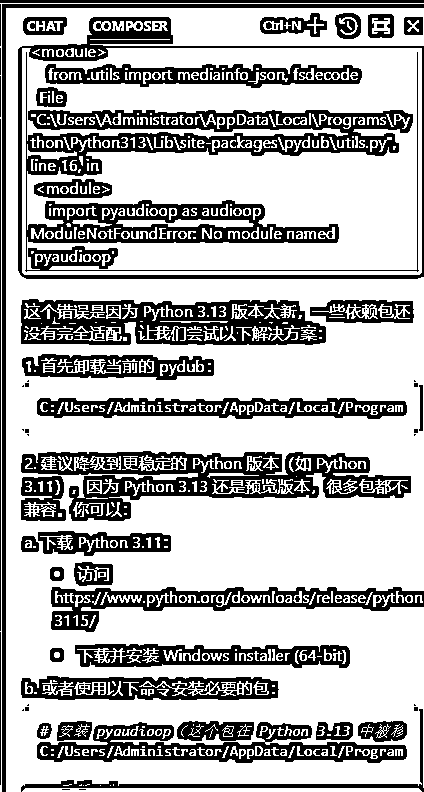 CHAT COMPOSER Ctrl+N
<module>
from .utils import mediainfo_json, fsdecode
File
"C:\Users\Administrator\AppData\Local\Programs\Py
thon\Python313\Lib\site-packages\pydub\utils.py",
line 16, in
<module>
import pyaudioop as audioop
ModuleNotFoundError: No module named
'pyaudioop'
这个错误是因为 Python 3.13 版本太新，一些依赖包还
没有完全适配。让我们尝试以下解决方案：
1. 首先卸载当前的 pydub：
C:/Users/Administrator/AppData/Local/Program
2. 建议降级到更稳定的 Python 版本（如 Python
3.11），因为 Python 3.13 还是预览版本，很多包都不
兼容。你可以：
a. 下载 Python 3.11：
访问
https://www.python.org/downloads/release/python
3115/
下载并安装 Windows installer (64-bit)
b. 或者使用以下命令安装必要的包：
# 安装 pyaudioop（这个包在 Python 3.13 中被移
C:/Users/Administrator/AppData/Local/Program